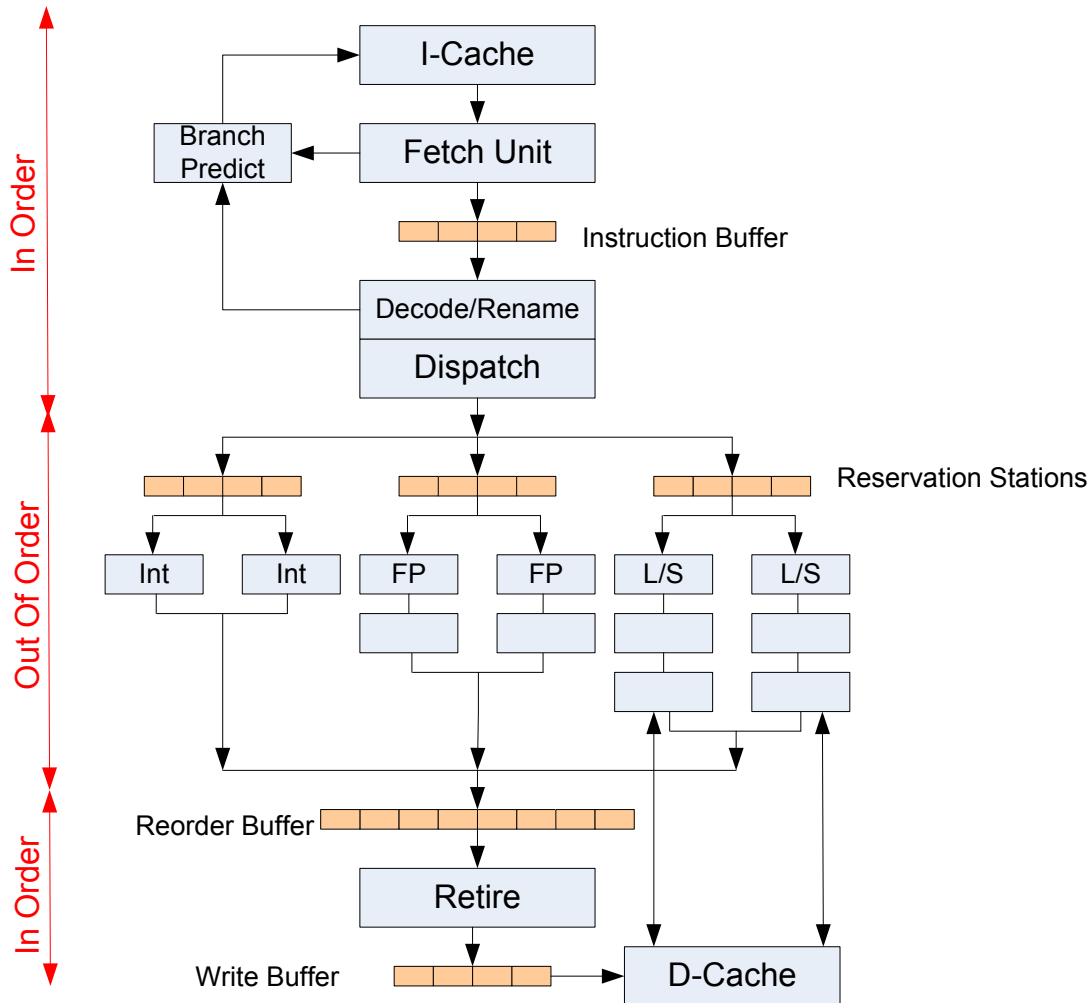 I-Cache
Branch
Predict
Fetch Unit
In Order
Instruction Buffer
Decode/Rename
Dispatch
Reservation Stations
Out Of Order
Int
Int
FP
FP
L/S
L/S
Reorder Buffer
Retire
In Order
Write Buffer
D-Cache